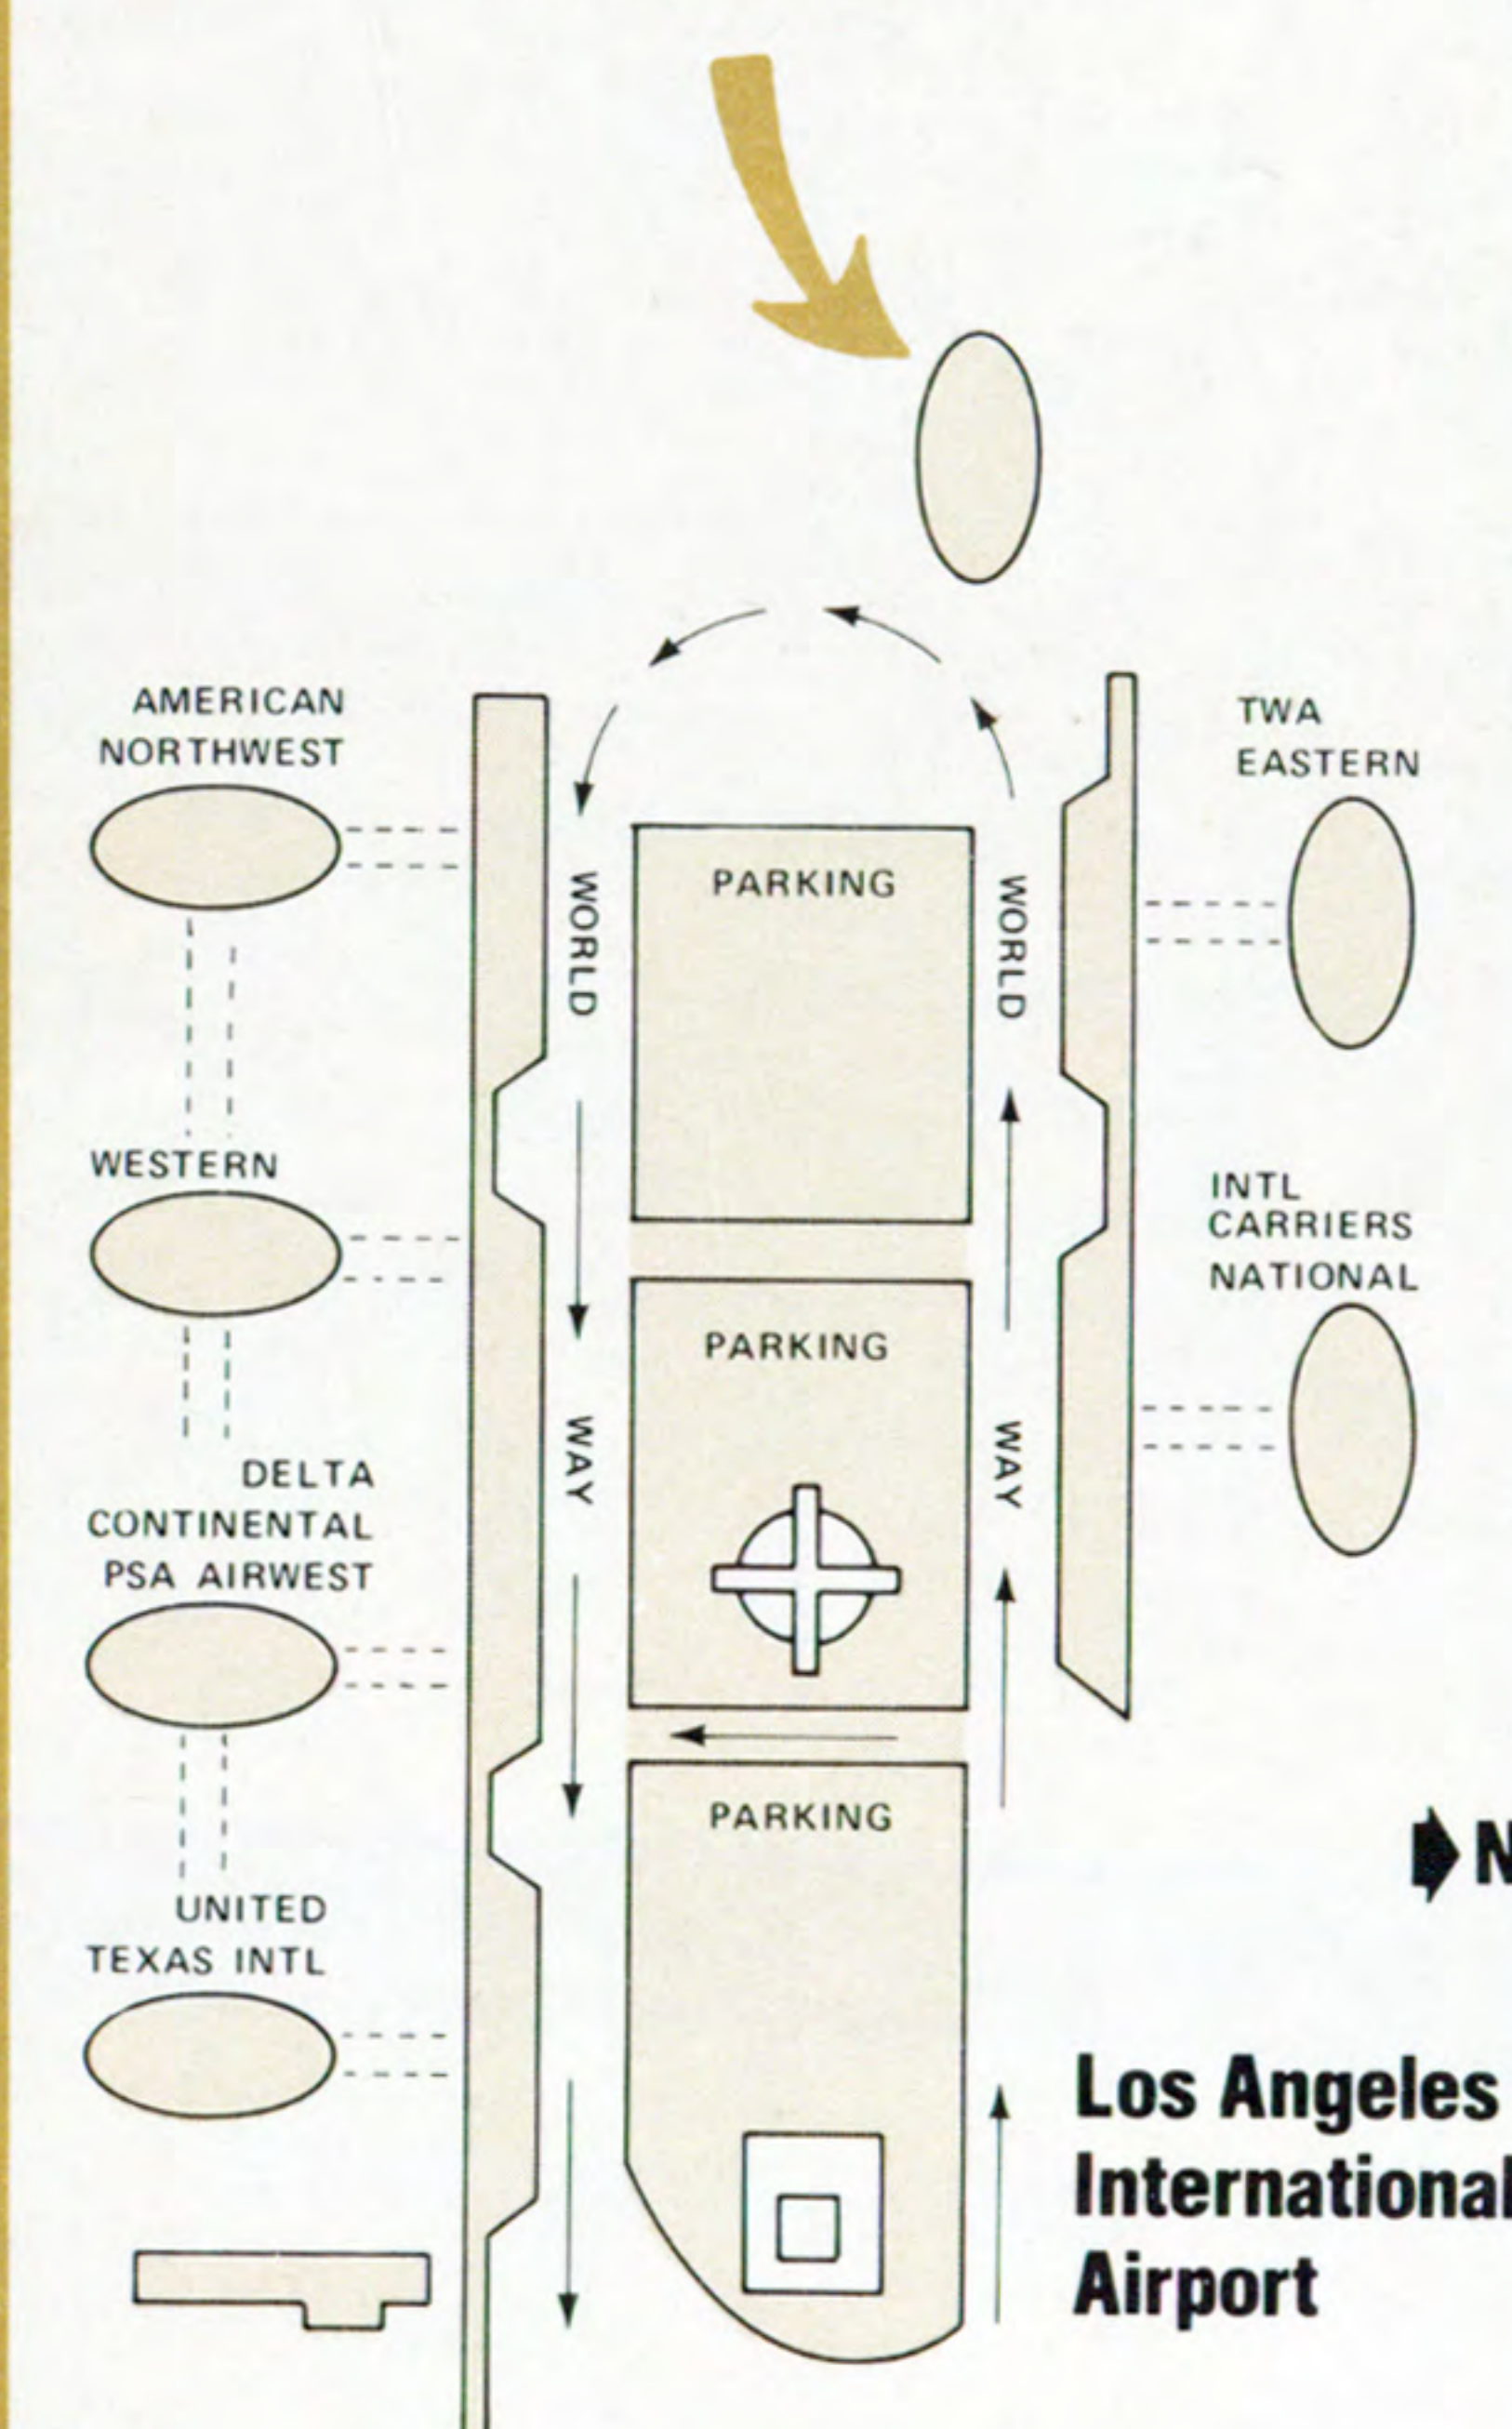 AMERICAN
NORTHWEST
TWA
EASTERN
PARKING
WORLD
WORLD
WESTERN
INTL
CARRIERS
NATIONAL
PARKING
WAY
WAY
DELTA
CONTINENTAL
PSA AIRWEST
PARKING
N
UNITED
TEXAS INTL
Los Angeles
International
Airport